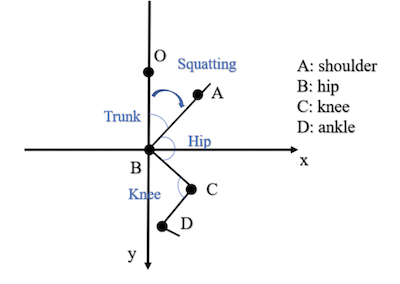 O
Squatting
A
A: shoulder
B: hip
C: knee
D: ankle
Trunk
Hip
x
B
Knee
C
D
y